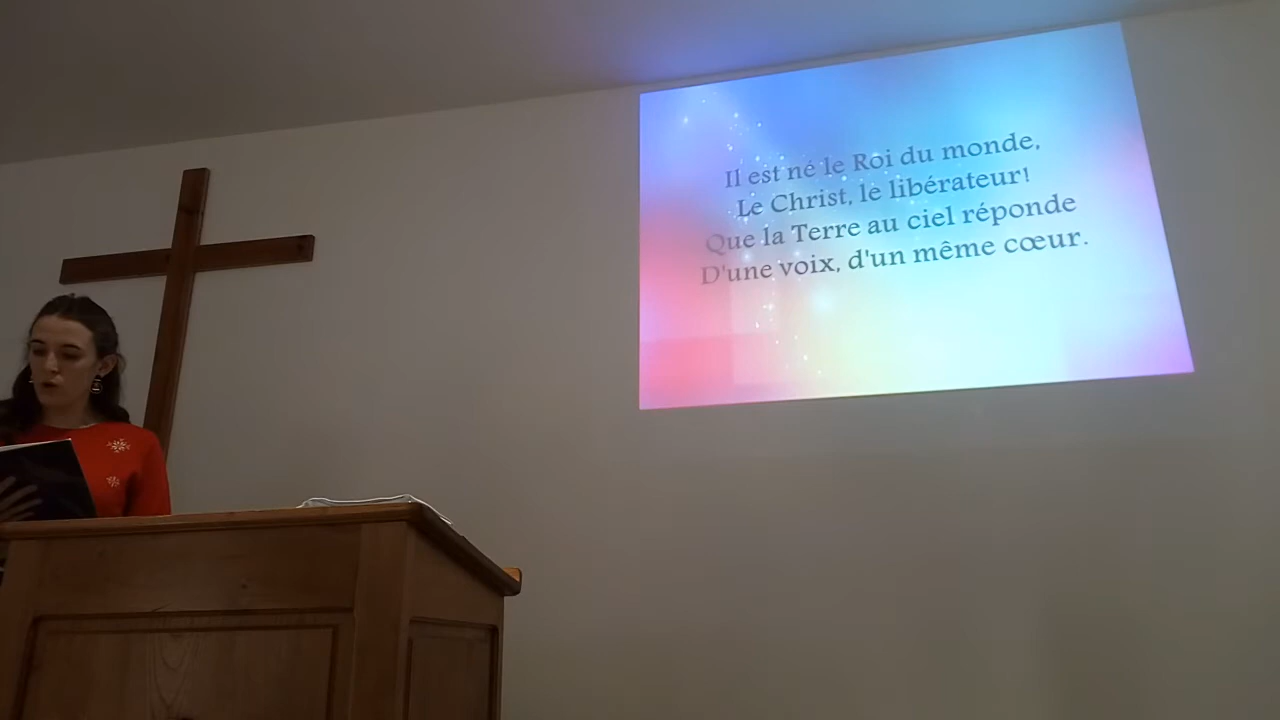 Il est né le Roi du monde,
Le Christ, le libérateur!
Que la Terre au ciel réponde
D'une voix, d'un même cœur.